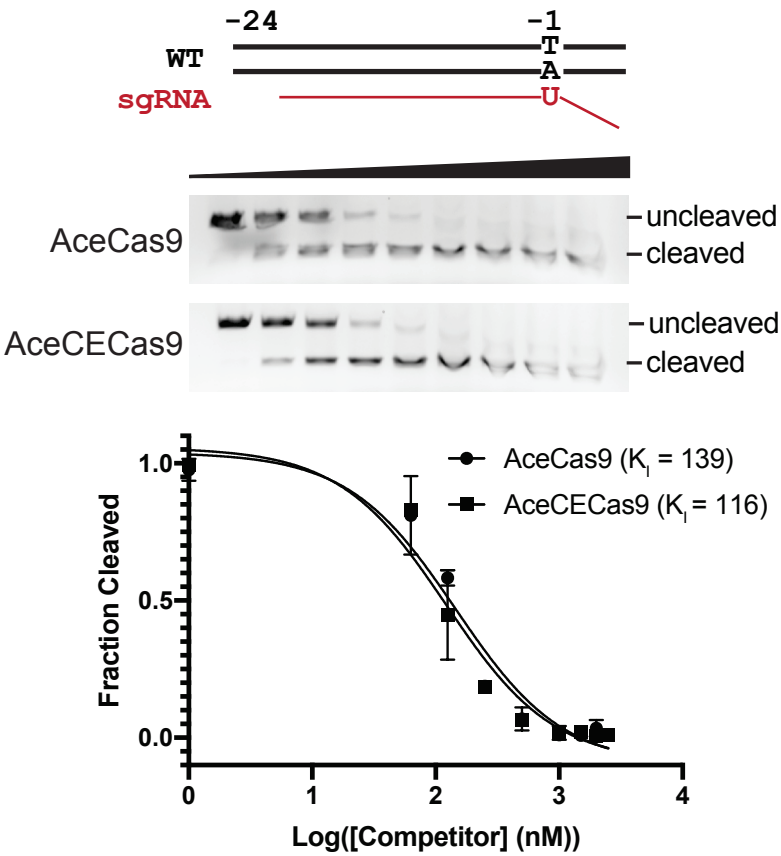 -24 -1
WT T
A
sgRNA U
AceCas9 uncleaved
cleaved
AceCECas9 uncleaved
cleaved
1.0 AceCas9 (KI = 139)
AceCECas9 (KI = 116)
Fraction Cleaved
0.5
0.0
0 1 2 3 4
Log([Competitor] (nM))